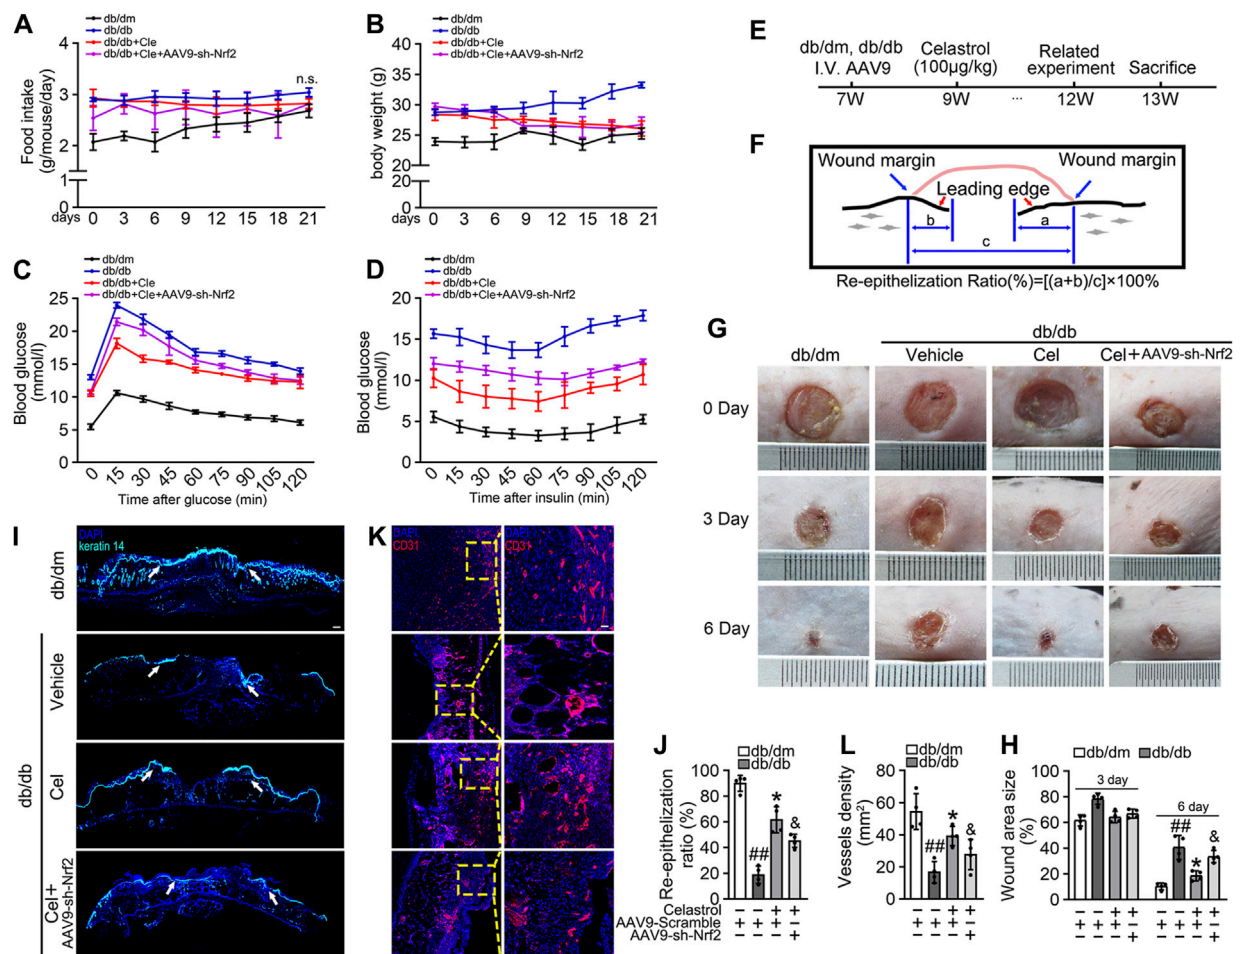 A
db/dm
db/db
db/db+Cle
db/db+Cle+AAV9-sh-Nrf2
Food intake
(g/mouse/day)
4
3
2
1
0
n.s.
days
0 3 6 9 12 15 18 21
B
db/dm
db/db
db/db+Cle
db/db+Cle+AAV9-sh-Nrf2
body weight (g)
40
35
30
25
20
20
0
days
0 3 6 9 12 15 18 21
E
db/dm, db/db
I.V. AAV9
Celastrol
(100μg/kg)
Related
experiment
Sacrifice
7W 9W ... 12W 13W
F
Wound margin
Wound margin
Leading edge
b
a
c
Re-epithelization Ratio(%)=[(a+b)/c]×100%
C
db/dm
db/db
db/db+Cle
db/db+Cle+AAV9-sh-Nrf2
Blood glucose
(mmol/l)
25
20
15
10
5
0
0 15 30 45 60 75 90 105 120
Time after glucose (min)
D
db/dm
db/db
db/db+Cle
db/db+Cle+AAV9-sh-Nrf2
Blood glucose
(mmol/l)
20
15
10
5
0
0 15 30 45 60 75 90 105 120
Time after insulin (min)
G
db/db
db/dm Vehicle Cel Cel+AAV9-sh-Nrf2
0 Day
3 Day
6 Day
I
DAPI
keratin 14
db/dm
db/db
Vehicle
Cel
Cel+
AAV9-sh-Nrf2
K
DAPI
CD31
DAPI
CD31
J
db/dm
db/db
Re-epithelization
ratio (%)
100
80
60
40
20
0
##
*
&
Celastrol − − + +
AAV9-Scramble + + + −
AAV9-sh-Nrf2 − − − +
L
db/dm
db/db
Vessels density
(mm²)
80
60
40
20
0
##
*
&
− − + +
+ + + −
− − − +
H
db/dm db/db
Wound area size
(%)
100
80
60
40
20
0
3 day
6 day
##
*
&
− − + + − − + +
+ + + − + + + −
− − − + − − − +